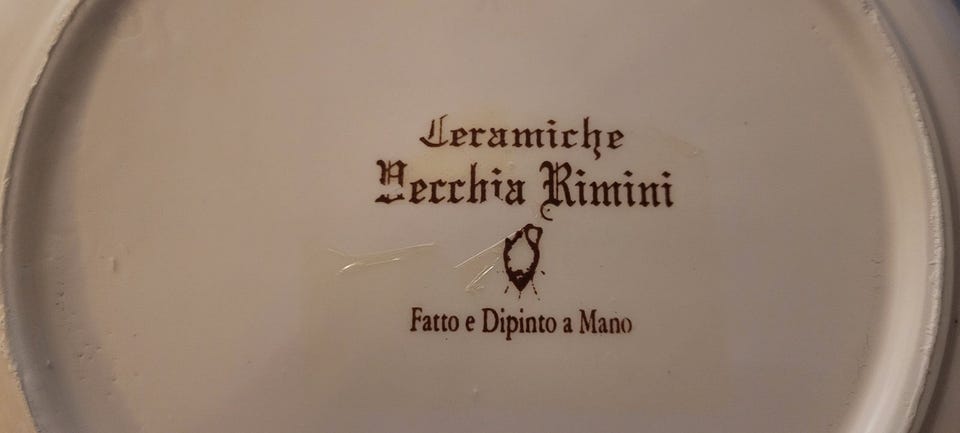 Ceramiche
Vecchia Rimini
Fatto e Dipinto a Mano